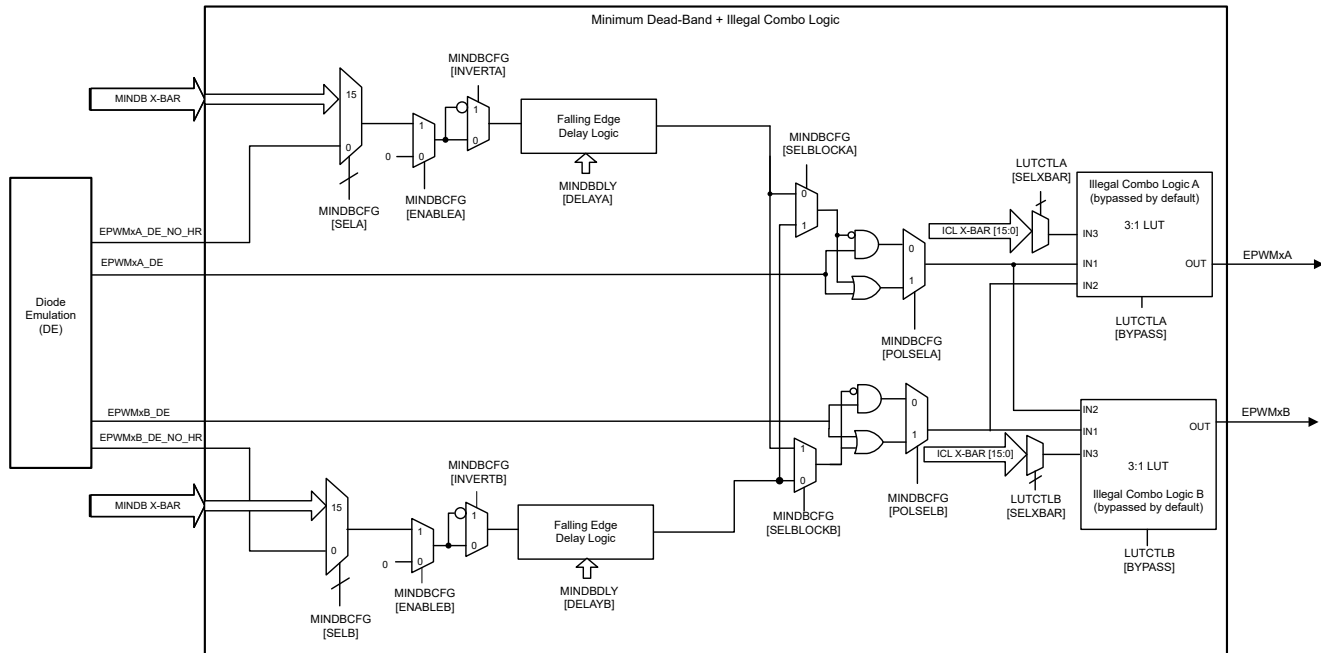 Minimum Dead-Band + Illegal Combo Logic
MINDBCFG
[INVERTA]
MINDB X-BAR
15
0
1
0
0
1
0
Falling Edge
Delay Logic
MINDBDLY
[DELAYA]
MINDBCFG
[ENABLEA]
MINDBCFG
[SELA]
MINDBCFG
[SELBLOCKA]
0
1
LUTCTLA
[SELXBAR]
Illegal Combo Logic A
(bypassed by default)
3:1 LUT
ICL X-BAR [15:0]
IN3
IN1
IN2
OUT
EPWMxA
LUTCTLA
[BYPASS]
0
1
MINDBCFG
[POLSELA]
EPWMxA_DE_NO_HR
EPWMxA_DE
Diode
Emulation
(DE)
EPWMxB_DE
EPWMxB_DE_NO_HR
0
1
MINDBCFG
[POLSELB]
IN2
IN1
IN3
OUT
EPWMxB
3:1 LUT
Illegal Combo Logic B
(bypassed by default)
ICL X-BAR [15:0]
LUTCTLB
[SELXBAR]
LUTCTLB
[BYPASS]
1
0
MINDBCFG
[SELBLOCKB]
MINDBCFG
[INVERTB]
MINDB X-BAR
15
0
1
0
0
1
0
Falling Edge
Delay Logic
MINDBDLY
[DELAYB]
MINDBCFG
[ENABLEB]
MINDBCFG
[SELB]